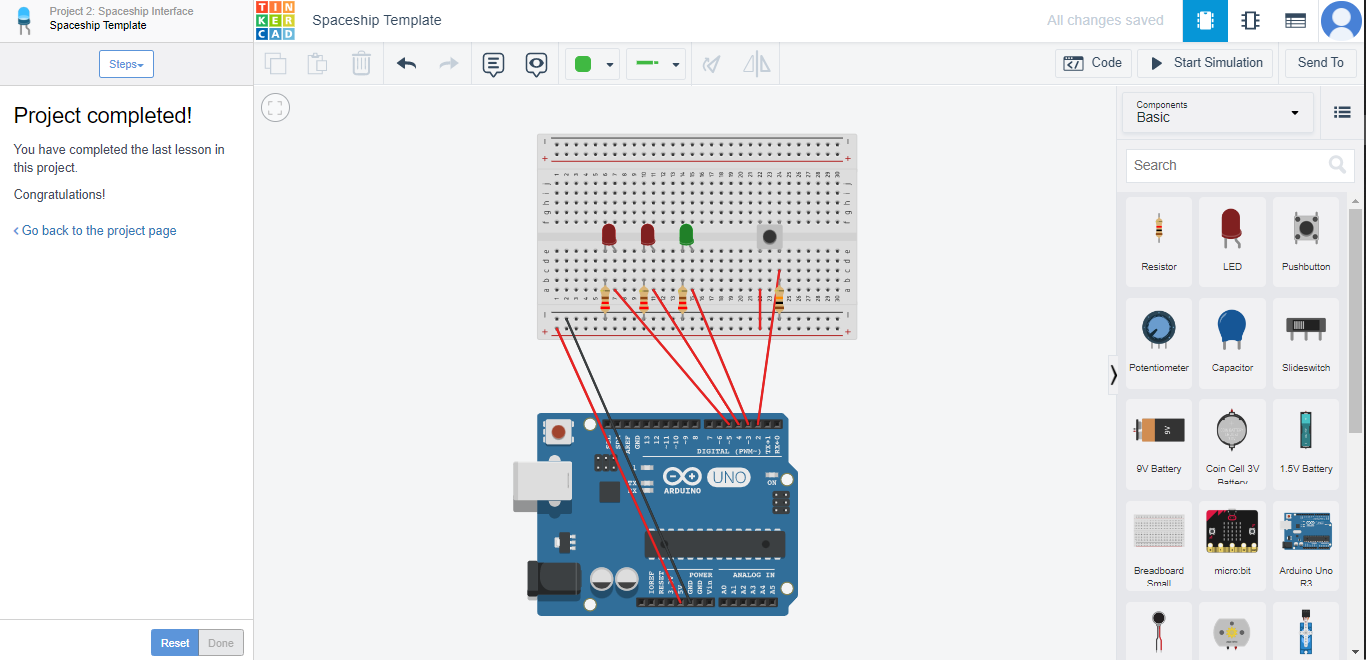 Project 2: Spaceship Interface
Spaceship Template
Steps
Project completed!
You have completed the last lesson in
this project.
Congratulations!
Go back to the project page
Reset
Done
TIN
KER
CAD
Spaceship Template
All changes saved
Code
Start Simulation
Send To
Components
Basic
Search
Resistor
LED
Pushbutton
Potentiometer
Capacitor
Slideswitch
9V
9V Battery
Coin Cell 3V
Battery
1.5V Battery
Breadboard
Small
micro:bit
Arduino Uno
R3
AREF
GND
13
12
~11
~10
~9
8
7
~6
~5
4
~3
2
TX→1
RX←0
DIGITAL (PWM~)
TX
RX
ARDUINO
UNO
ON
POWER
ANALOG IN
IOREF
RESET
5V
GND
GND
Vin
A0
A1
A2
A3
A4
A5